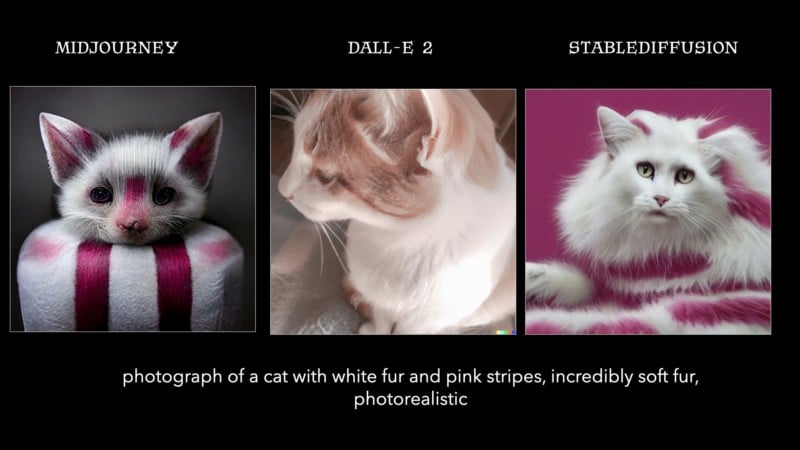 MIDJOURNEY
DALL-E 2
STABLEDIFFUSION
photograph of a cat with white fur and pink stripes, incredibly soft fur,
photorealistic